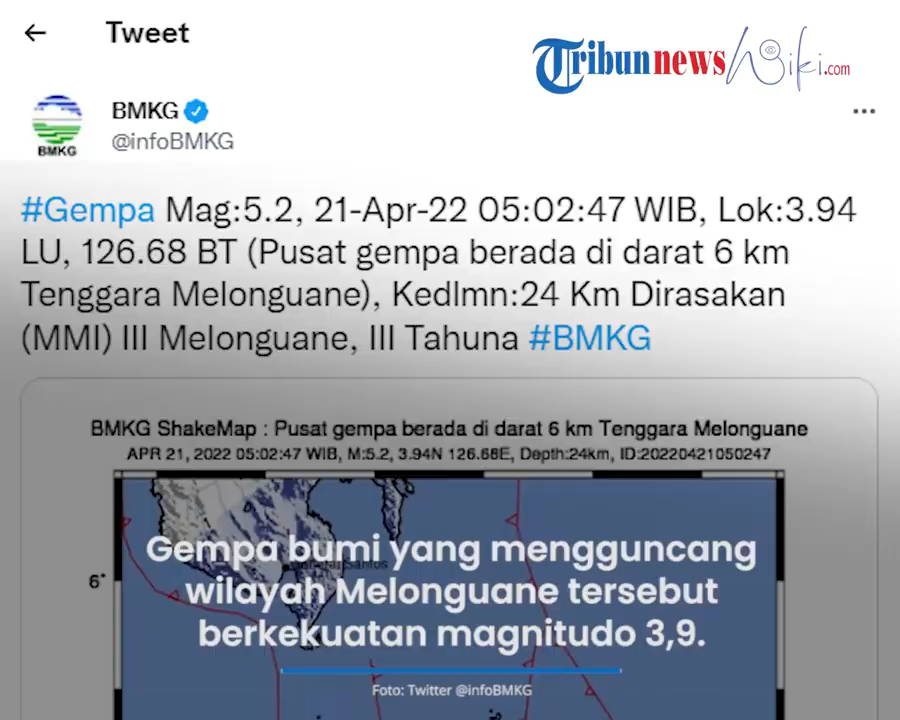 Tweet
TribunnewsWiki.com
BMKG
@infoBMKG
BMKG
#Gempa Mag:5.2, 21-Apr-22 05:02:47 WIB, Lok:3.94
LU, 126.68 BT (Pusat gempa berada di darat 6 km
Tenggara Melonguane), Kedlmn:24 Km Dirasakan
(MMI) III Melonguane, III Tahuna #BMKG
BMKG ShakeMap : Pusat gempa berada di darat 6 km Tenggara Melonguane
APR 21, 2022 05:02:47 WIB, M:5.2, 3.94N 126.68E, Depth:24km, ID:20220421050247
Gempa bumi yang mengguncang
6°
wilayah Melonguane tersebut
berkekuatan magnitudo 3,9.
Foto: Twitter @infoBMKG